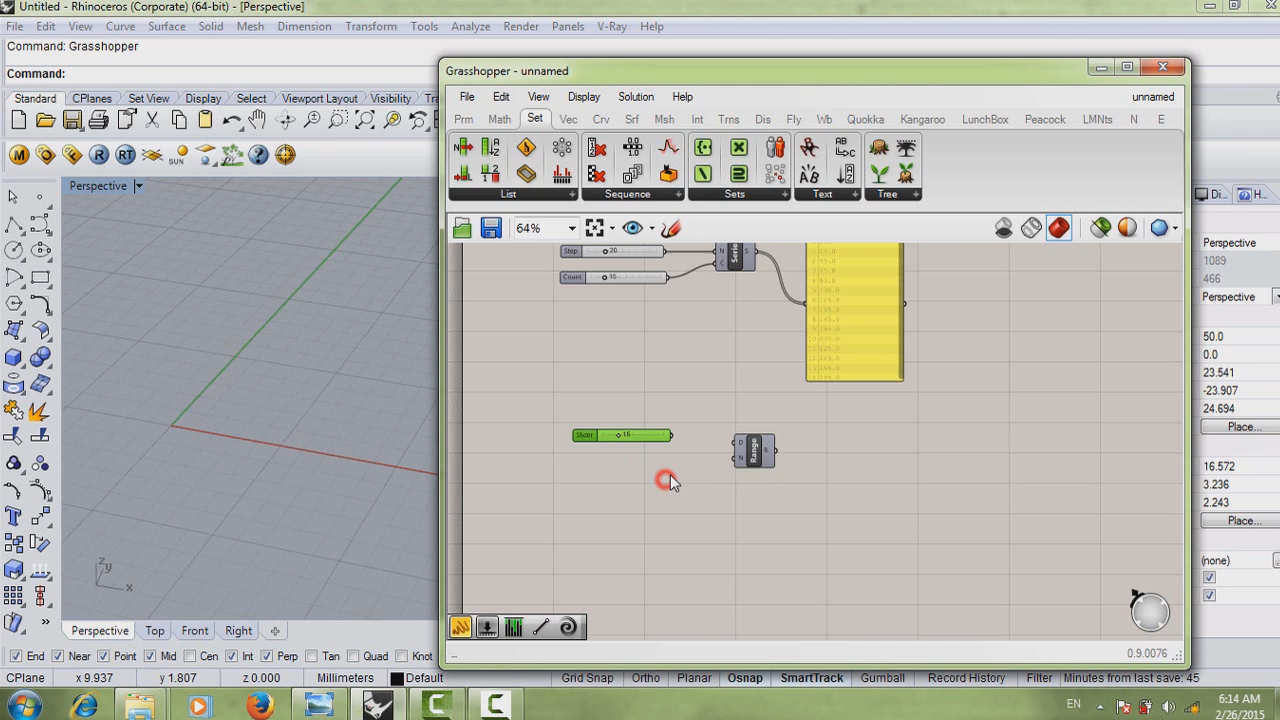 Untitled - Rhinoceros (Corporate) (64-bit) - [Perspective]
File Edit View Curve Surface Solid Mesh Dimension Transform Tools Analyze Render Panels V-Ray Help
Command: Grasshopper
Command:
Standard CPlanes Set View Display Select Viewport Layout Visibility
Perspective
Grasshopper - unnamed
File Edit View Display Solution Help unnamed
Prm Math Set Vec Crv Srf Msh Int Trns Dis Fly Wb Quokka Kangaroo LunchBox Peacock LMNts N E
List Sequence Sets Text Tree
64%
Step 20
Count 15
N
C
S
Slider 15
D
N
Range
R
0.9.0076
Di...
H...
Perspective
1089
466
Perspective
50.0
0.0
23.541
-23.907
24.694
Place...
16.572
3.236
2.243
Place...
(none)
z y x
Perspective Top Front Right
End Near Point Mid Cen Int Perp Tan Quad Knot
CPlane x 9.937 y 1.807 z 0.000 Millimeters Default Grid Snap Ortho Planar Osnap SmartTrack Gumball Record History Filter Minutes from last save: 45
EN
6:14 AM
2/26/2015